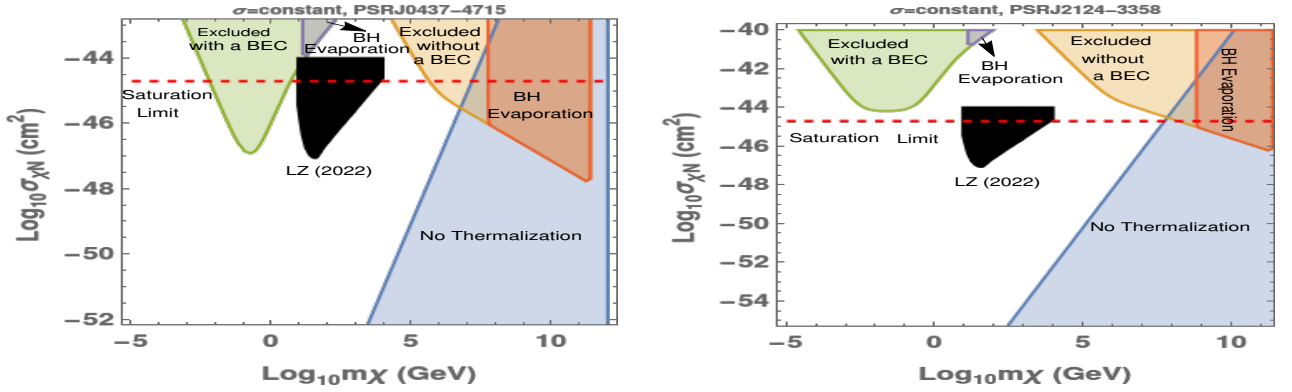 σ=constant, PSRJ0437-4715
Excluded
with a BEC
BH
Evaporation
Excluded
without
a BEC
Saturation
Limit
BH
Evaporation
LZ (2022)
No Thermalization
−44
−46
−48
−50
−52
Log10σχN (cm2)
−5
0
5
10
Log10mχ (GeV)
σ=constant, PSRJ2124-3358
Excluded
with a BEC
BH
Evaporation
Excluded
without
a BEC
BH Evaporation
Saturation Limit
LZ (2022)
No Thermalization
−40
−42
−44
−46
−48
−50
−52
−54
Log10σχN (cm2)
−5
0
5
10
Log10mχ (GeV)